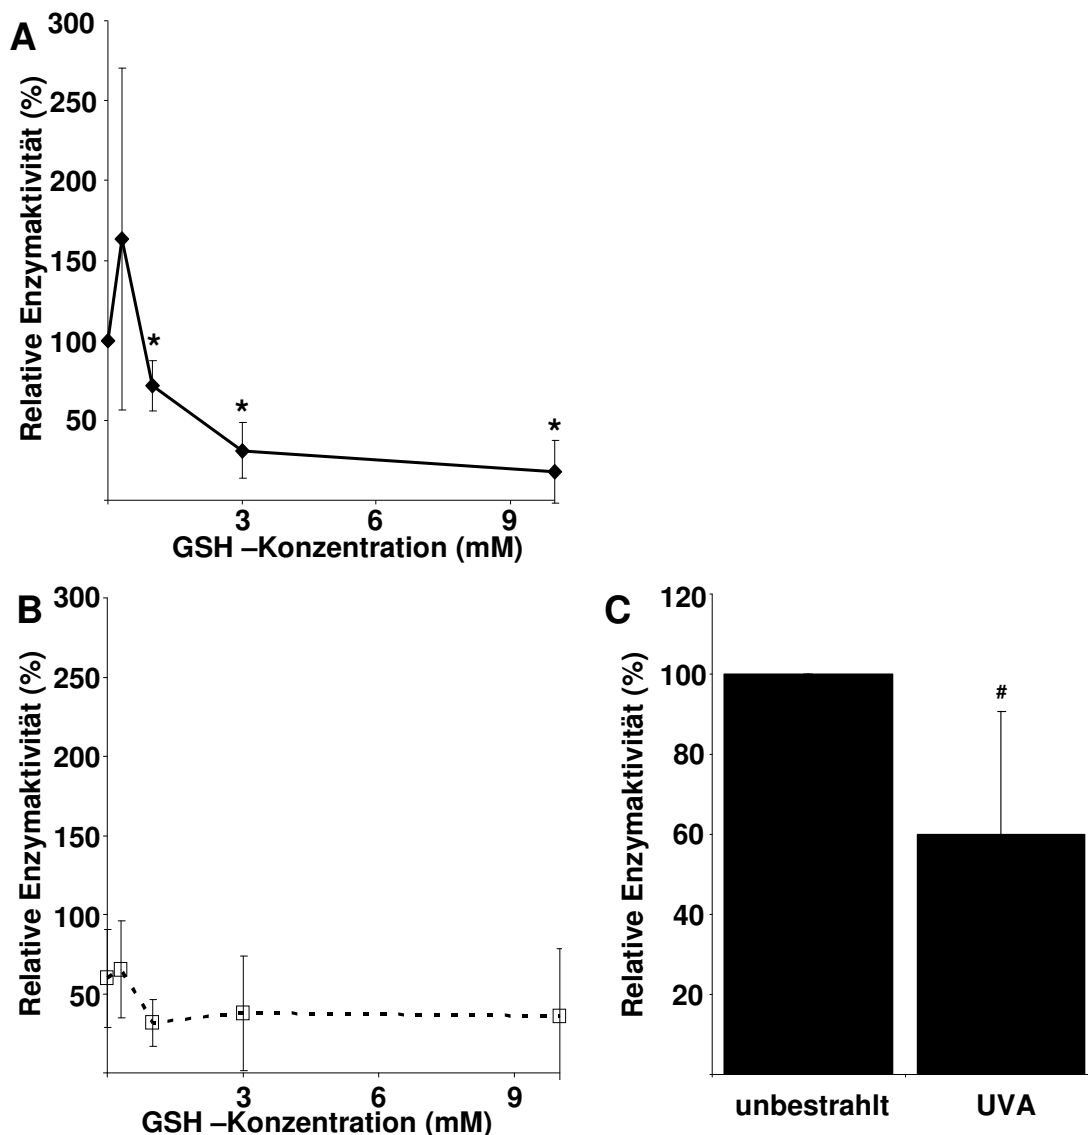 A
Relative Enzymaktivität (%)
300
250
200
150
100
50
*
*
*
3 6 9
GSH –Konzentration (mM)
B
Relative Enzymaktivität (%)
300
250
200
150
100
50
3 6 9
GSH –Konzentration (mM)
C
Relative Enzymaktivität (%)
120
100
80
60
40
20
#
unbestrahlt UVA